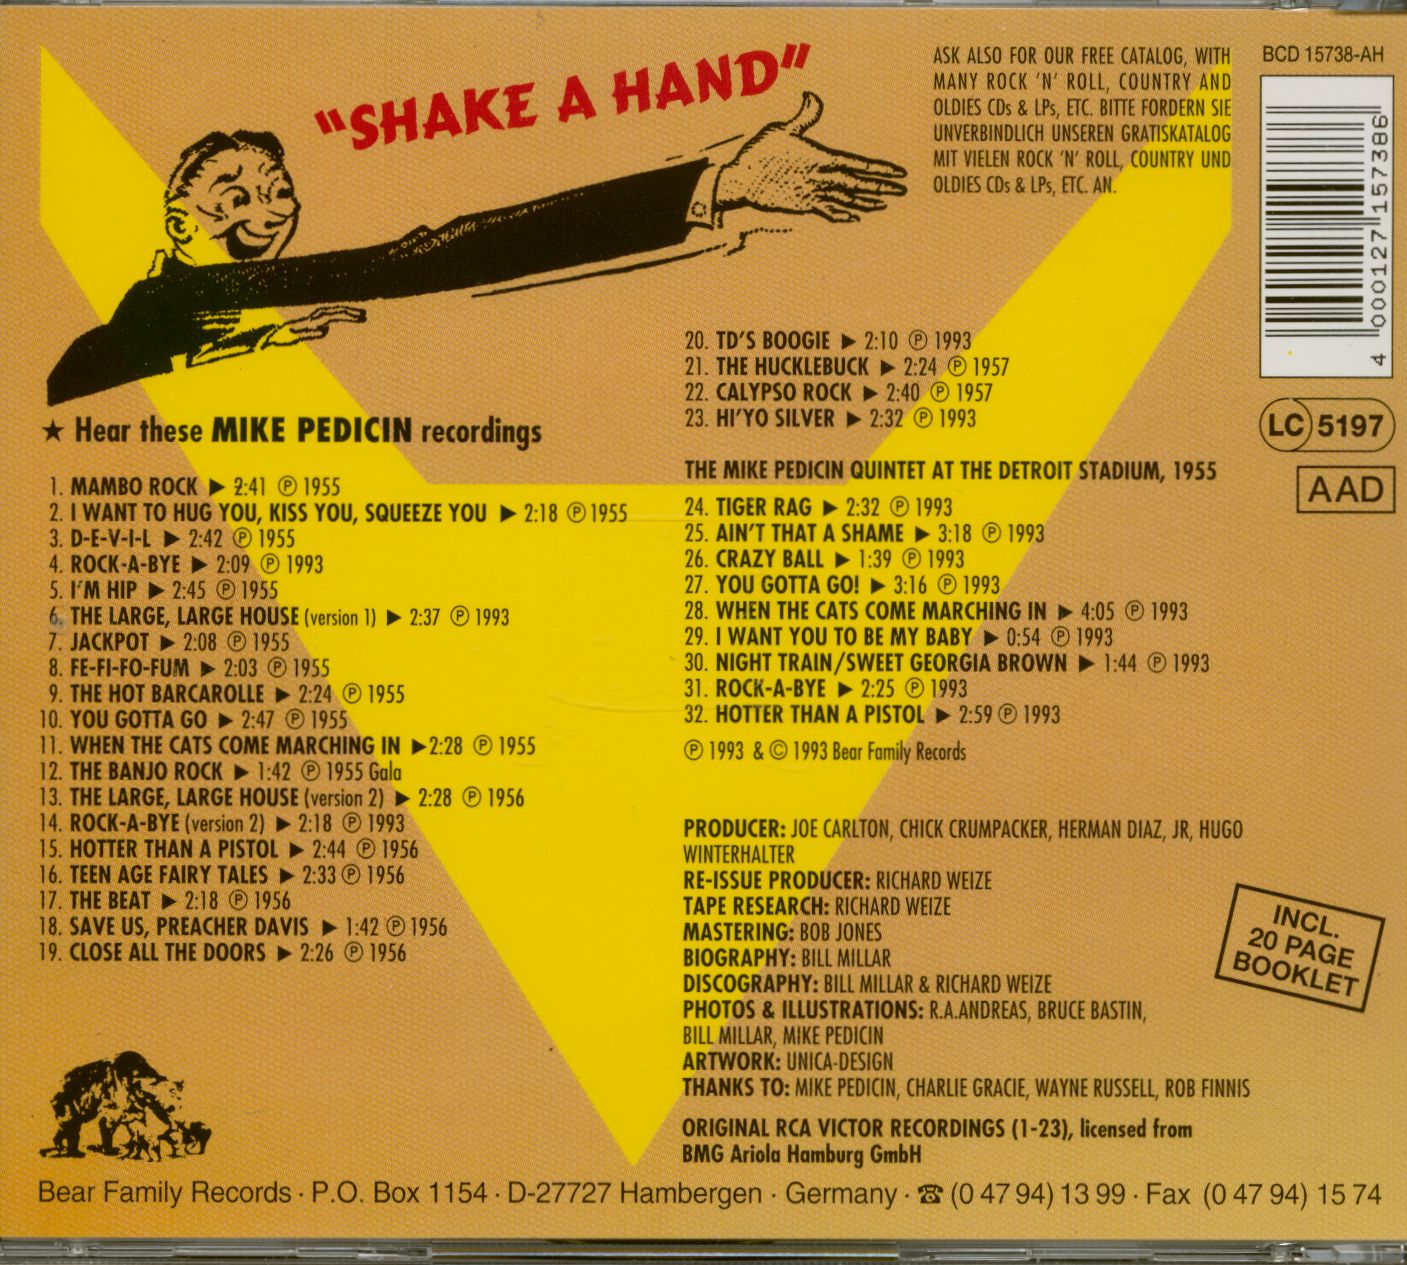 "SHAKE A HAND"
ASK ALSO FOR OUR FREE CATALOG, WITH
MANY ROCK 'N' ROLL, COUNTRY AND
OLDIES CDs & LPs, ETC. BITTE FORDERN SIE
UNVERBINDLICH UNSEREN GRATISKATALOG
MIT VIELEN ROCK 'N' ROLL, COUNTRY UND
OLDIES CDs & LPs, ETC. AN.
BCD 15738-AH
4 000127 157386
LC 5197
AAD
★ Hear these MIKE PEDICIN recordings
1. MAMBO ROCK ▶ 2:41 Ⓟ 1955
2. I WANT TO HUG YOU, KISS YOU, SQUEEZE YOU ▶ 2:18 Ⓟ 1955
3. D-E-V-I-L ▶ 2:42 Ⓟ 1955
4. ROCK-A-BYE ▶ 2:09 Ⓟ 1993
5. I'M HIP ▶ 2:45 Ⓟ 1955
6. THE LARGE, LARGE HOUSE (version 1) ▶ 2:37 Ⓟ 1993
7. JACKPOT ▶ 2:08 Ⓟ 1955
8. FE-FI-FO-FUM ▶ 2:03 Ⓟ 1955
9. THE HOT BARCAROLLE ▶ 2:24 Ⓟ 1955
10. YOU GOTTA GO ▶ 2:47 Ⓟ 1955
11. WHEN THE CATS COME MARCHING IN ▶ 2:28 Ⓟ 1955
12. THE BANJO ROCK ▶ 1:42 Ⓟ 1955 Gala
13. THE LARGE, LARGE HOUSE (version 2) ▶ 2:28 Ⓟ 1956
14. ROCK-A-BYE (version 2) ▶ 2:18 Ⓟ 1993
15. HOTTER THAN A PISTOL ▶ 2:44 Ⓟ 1956
16. TEEN AGE FAIRY TALES ▶ 2:33 Ⓟ 1956
17. THE BEAT ▶ 2:18 Ⓟ 1956
18. SAVE US, PREACHER DAVIS ▶ 1:42 Ⓟ 1956
19. CLOSE ALL THE DOORS ▶ 2:26 Ⓟ 1956
20. TD'S BOOGIE ▶ 2:10 Ⓟ 1993
21. THE HUCKLEBUCK ▶ 2:24 Ⓟ 1957
22. CALYPSO ROCK ▶ 2:40 Ⓟ 1957
23. HI'YO SILVER ▶ 2:32 Ⓟ 1993
THE MIKE PEDICIN QUINTET AT THE DETROIT STADIUM, 1955
24. TIGER RAG ▶ 2:32 Ⓟ 1993
25. AIN'T THAT A SHAME ▶ 3:18 Ⓟ 1993
26. CRAZY BALL ▶ 1:39 Ⓟ 1993
27. YOU GOTTA GO! ▶ 3:16 Ⓟ 1993
28. WHEN THE CATS COME MARCHING IN ▶ 4:05 Ⓟ 1993
29. I WANT YOU TO BE MY BABY ▶ 0:54 Ⓟ 1993
30. NIGHT TRAIN/SWEET GEORGIA BROWN ▶ 1:44 Ⓟ 1993
31. ROCK-A-BYE ▶ 2:25 Ⓟ 1993
32. HOTTER THAN A PISTOL ▶ 2:59 Ⓟ 1993
Ⓟ 1993 & © 1993 Bear Family Records
PRODUCER: JOE CARLTON, CHICK CRUMPACKER, HERMAN DIAZ, JR, HUGO
WINTERHALTER
RE-ISSUE PRODUCER: RICHARD WEIZE
TAPE RESEARCH: RICHARD WEIZE
MASTERING: BOB JONES
BIOGRAPHY: BILL MILLAR
DISCOGRAPHY: BILL MILLAR & RICHARD WEIZE
PHOTOS & ILLUSTRATIONS: R.A.ANDREAS, BRUCE BASTIN,
BILL MILLAR, MIKE PEDICIN
ARTWORK: UNICA-DESIGN
THANKS TO: MIKE PEDICIN, CHARLIE GRACIE, WAYNE RUSSELL, ROB FINNIS
ORIGINAL RCA VICTOR RECORDINGS (1-23), licensed from
BMG Ariola Hamburg GmbH
INCL.
20 PAGE
BOOKLET
Bear Family Records · P.O. Box 1154 · D-27727 Hambergen · Germany · ☎ (0 47 94) 13 99 · Fax (0 47 94) 15 74